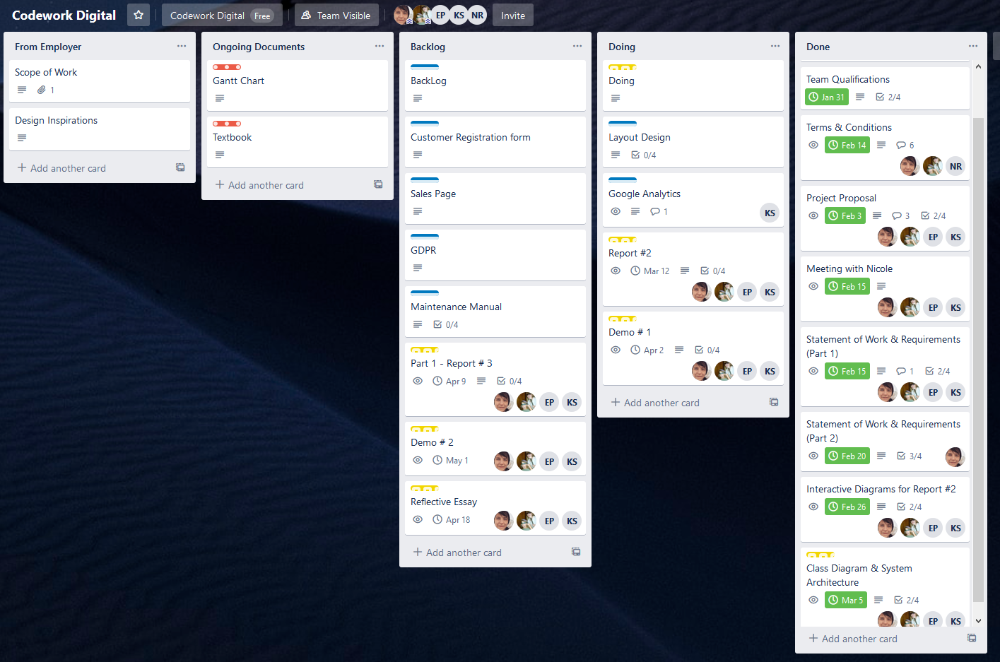 Codework Digital
Codework Digital Free
Team Visible
EP KS NR
Invite
From Employer
Scope of Work
1
Design Inspirations
Add another card
Ongoing Documents
Gantt Chart
Textbook
Add another card
Backlog
BackLog
Customer Registration form
Sales Page
GDPR
Maintenance Manual
0/4
Part 1 - Report # 3
Apr 9 0/4
EP KS
Demo # 2
May 1 EP KS
Reflective Essay
Apr 18 EP KS
Add another card
Doing
Doing
Layout Design
0/4
Google Analytics
1 KS
Report #2
Mar 12 0/4
EP KS
Demo # 1
Apr 2 0/4
EP KS
Add another card
Done
Team Qualifications
Jan 31 2/4
Terms & Conditions
Feb 14 6
NR
Project Proposal
Feb 3 3 2/4
EP KS
Meeting with Nicole
Feb 15
EP KS
Statement of Work & Requirements
(Part 1)
Feb 15 1 2/4
EP KS
Statement of Work & Requirements
(Part 2)
Feb 20 3/4
Interactive Diagrams for Report #2
Feb 26 2/4
EP KS
Class Diagram & System
Architecture
Mar 5 2/4
EP KS
Add another card